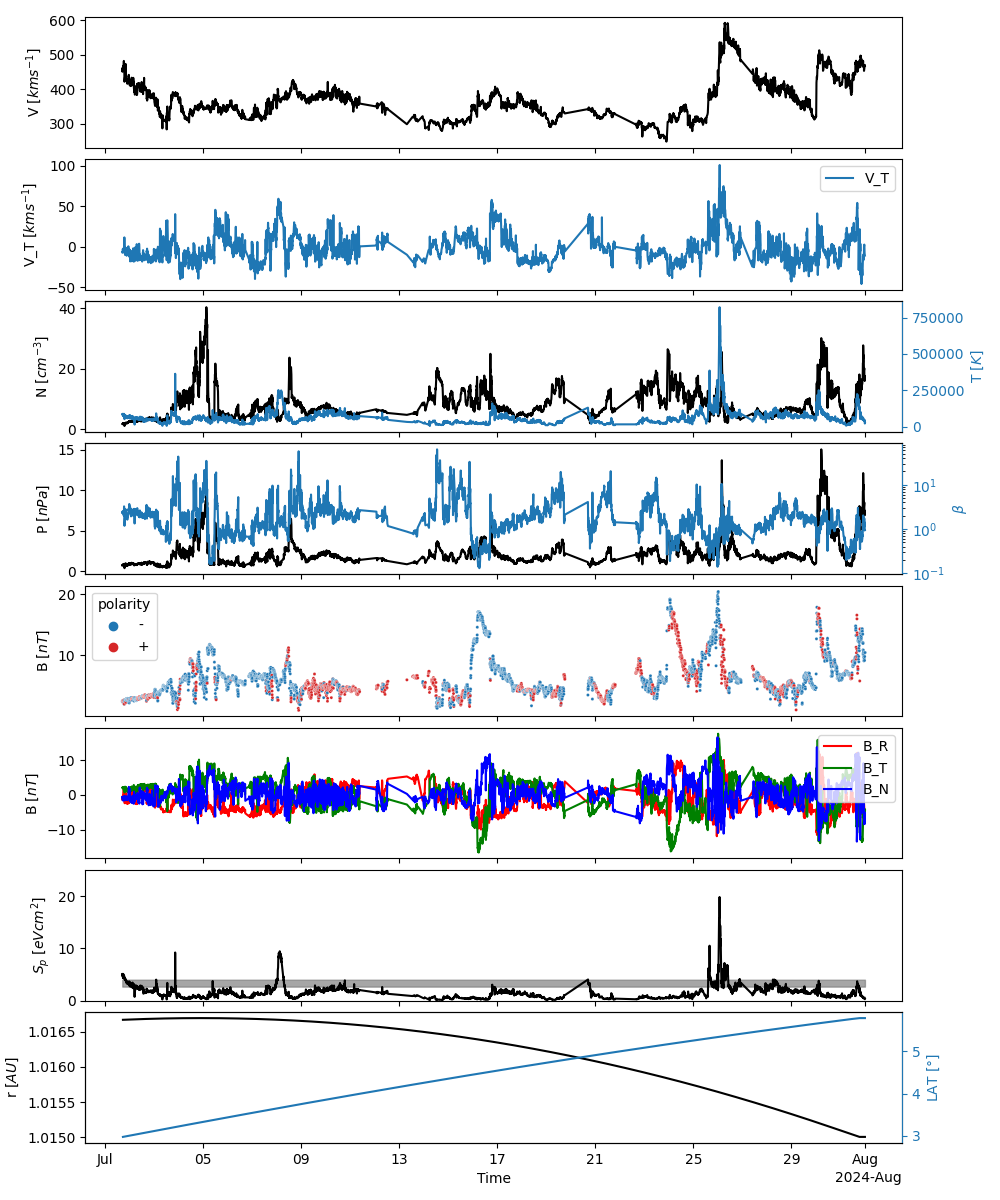 600
500
400
300
V [kms⁻¹]
100
50
0
−50
V_T [kms⁻¹]
V_T
40
20
0
N [cm⁻³]
750000
500000
250000
0
T [K]
15
10
5
0
P [nPa]
10¹
10⁰
10⁻¹
β
20
10
B [nT]
polarity
-
+
10
0
−10
B [nT]
B_R
B_T
B_N
20
10
0
Sₚ [eVcm²]
1.0165
1.0160
1.0155
1.0150
r [AU]
5
4
3
LAT [°]
Jul 05 09 13 17 21 25 29 Aug
Time
2024-Aug